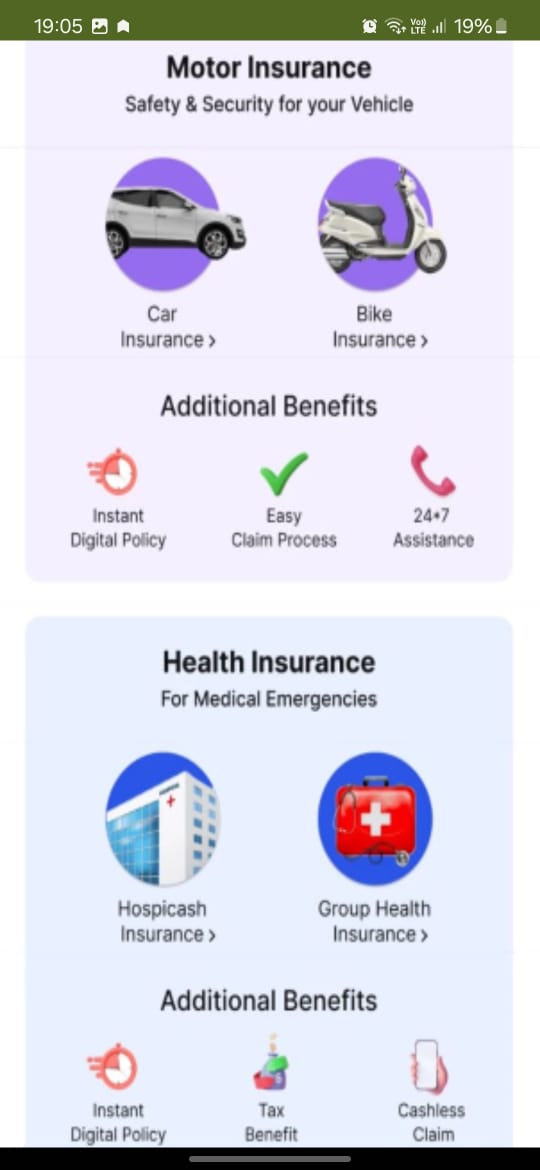 19:05 Vo)) LTE 19%
Motor Insurance
Safety & Security for your Vehicle
Car Bike
Insurance › Insurance ›
Additional Benefits
Instant Easy 24*7
Digital Policy Claim Process Assistance
Health Insurance
For Medical Emergencies
Hospicash Group Health
Insurance › Insurance ›
Additional Benefits
Instant Tax Cashless
Digital Policy Benefit Claim